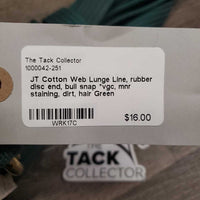 The Tack Collector
1000042-251
JT Cotton Web Lunge Line, rubber
disc end, bull snap *vgc, mnr
staining, dirt, hair Green
WRK17C
$16.00
THE
TACK
COLLECTOR